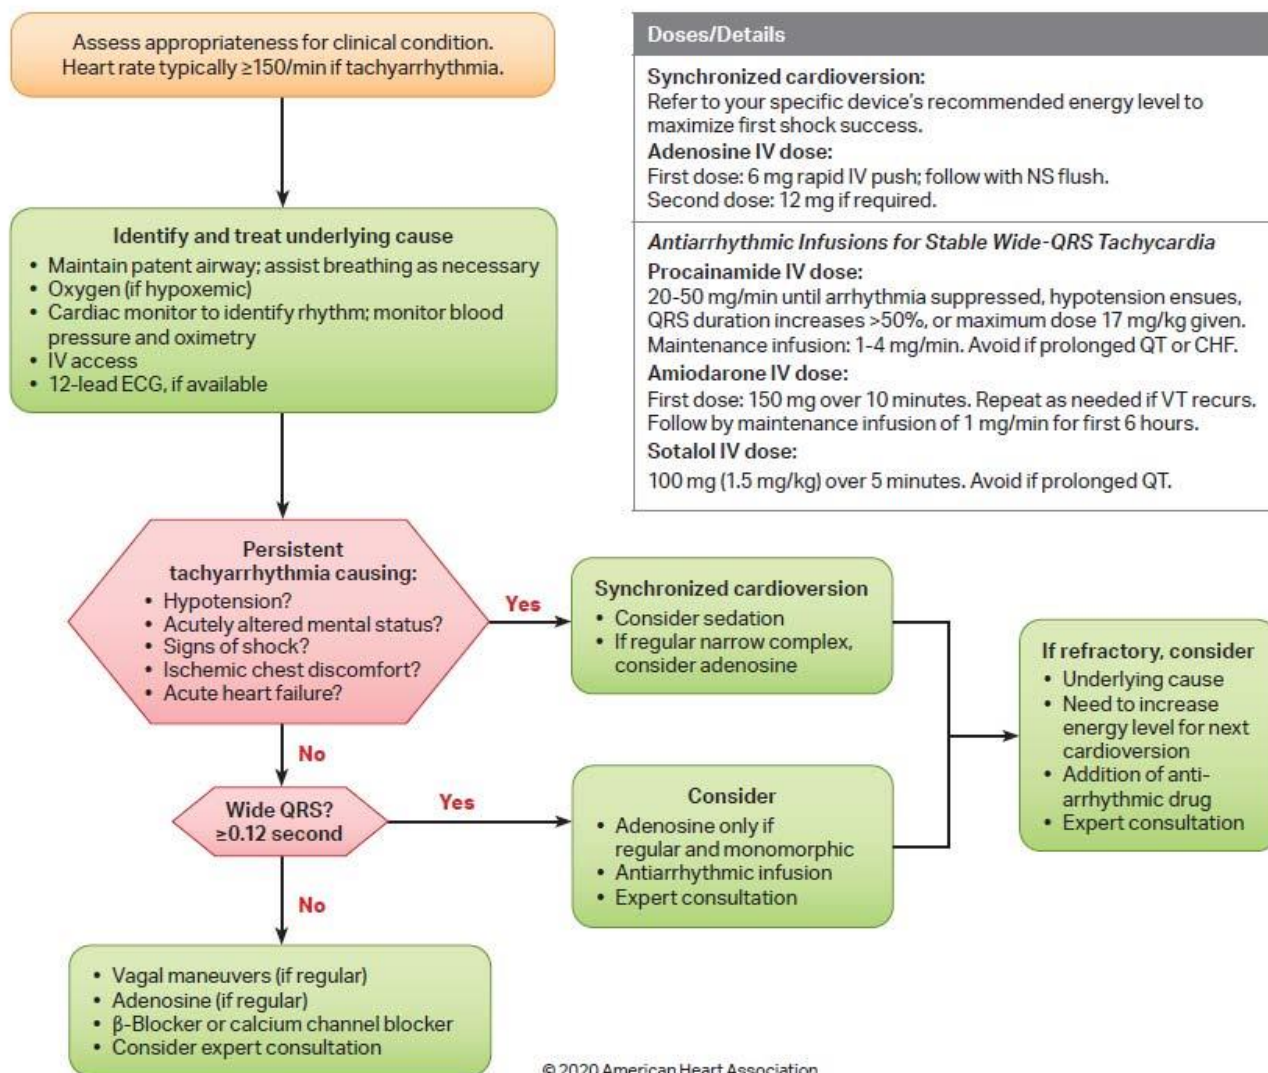 Assess appropriateness for clinical condition.
Heart rate typically ≥150/min if tachyarrhythmia.
Identify and treat underlying cause
• Maintain patent airway; assist breathing as necessary
• Oxygen (if hypoxemic)
• Cardiac monitor to identify rhythm; monitor blood
pressure and oximetry
• IV access
• 12-lead ECG, if available
Persistent
tachyarrhythmia causing:
• Hypotension?
• Acutely altered mental status?
• Signs of shock?
• Ischemic chest discomfort?
• Acute heart failure?
Yes
Synchronized cardioversion
• Consider sedation
• If regular narrow complex,
consider adenosine
No
Wide QRS?
≥0.12 second
Yes
Consider
• Adenosine only if
regular and monomorphic
• Antiarrhythmic infusion
• Expert consultation
If refractory, consider
• Underlying cause
• Need to increase
energy level for next
cardioversion
• Addition of anti-
arrhythmic drug
• Expert consultation
No
• Vagal maneuvers (if regular)
• Adenosine (if regular)
• β-Blocker or calcium channel blocker
• Consider expert consultation
Doses/Details
Synchronized cardioversion:
Refer to your specific device's recommended energy level to
maximize first shock success.
Adenosine IV dose:
First dose: 6 mg rapid IV push; follow with NS flush.
Second dose: 12 mg if required.
Antiarrhythmic Infusions for Stable Wide-QRS Tachycardia
Procainamide IV dose:
20-50 mg/min until arrhythmia suppressed, hypotension ensues,
QRS duration increases >50%, or maximum dose 17 mg/kg given.
Maintenance infusion: 1-4 mg/min. Avoid if prolonged QT or CHF.
Amiodarone IV dose:
First dose: 150 mg over 10 minutes. Repeat as needed if VT recurs.
Follow by maintenance infusion of 1 mg/min for first 6 hours.
Sotalol IV dose:
100 mg (1.5 mg/kg) over 5 minutes. Avoid if prolonged QT.
© 2020 American Heart Association